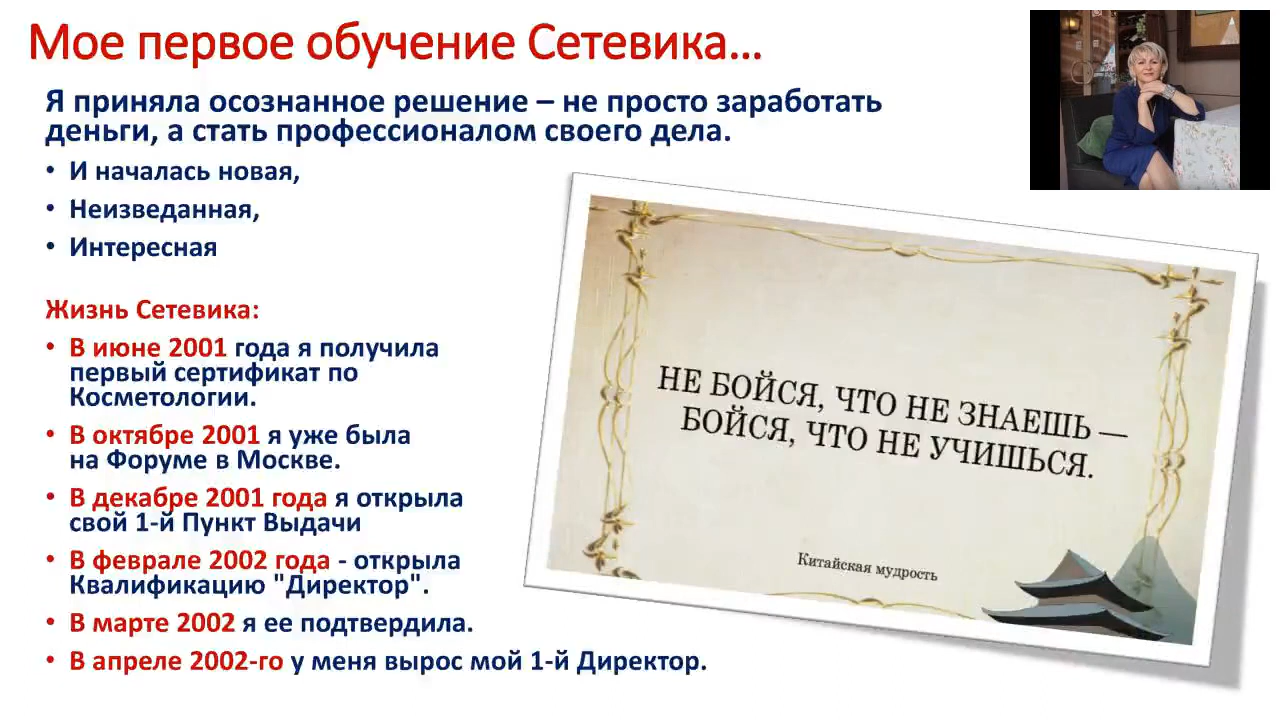 Мое первое обучение Сетевика...
Я приняла осознанное решение – не просто заработать
деньги, а стать профессионалом своего дела.
• И началась новая,
• Неизведанная,
• Интересная
Жизнь Сетевика:
• В июне 2001 года я получила
первый сертификат по
Косметологии.
• В октябре 2001 я уже была
на Форуме в Москве.
• В декабре 2001 года я открыла
свой 1-й Пункт Выдачи
• В феврале 2002 года - открыла
Квалификацию "Директор".
• В марте 2002 я ее подтвердила.
• В апреле 2002-го у меня вырос мой 1-й Директор.
НЕ БОЙСЯ, ЧТО НЕ ЗНАЕШЬ —
БОЙСЯ, ЧТО НЕ УЧИШЬСЯ.
Китайская мудрость